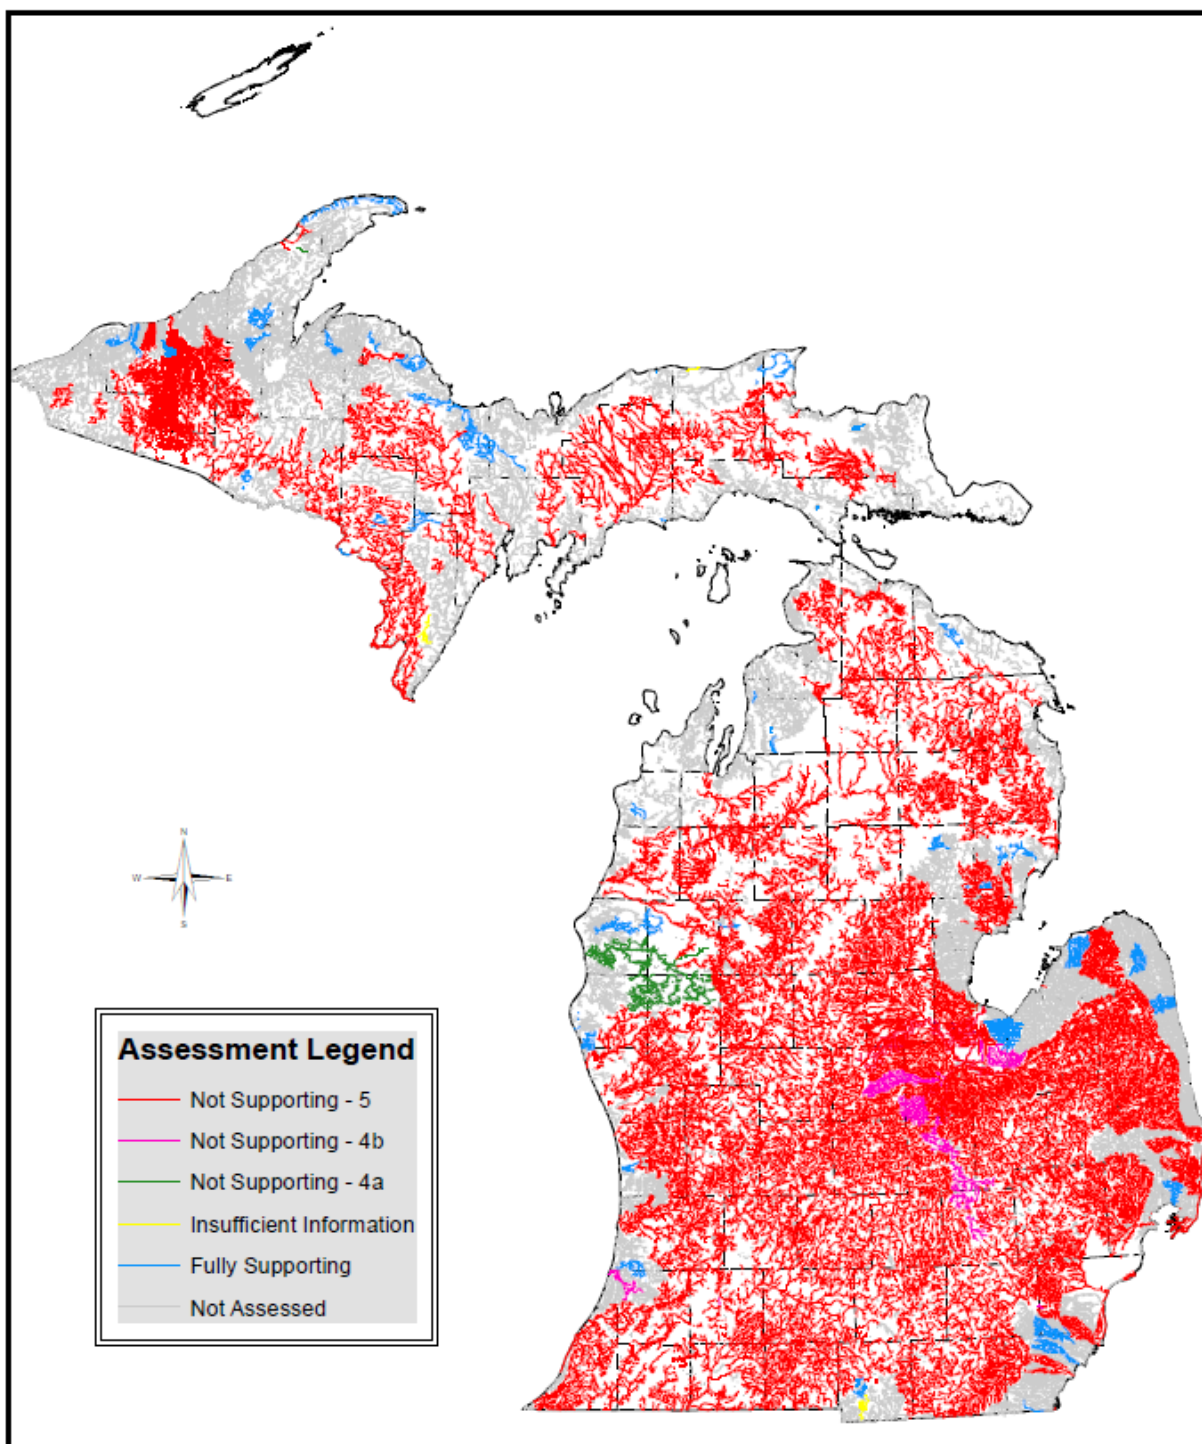 N
W
E
S
Assessment Legend
Not Supporting - 5
Not Supporting - 4b
Not Supporting - 4a
Insufficient Information
Fully Supporting
Not Assessed